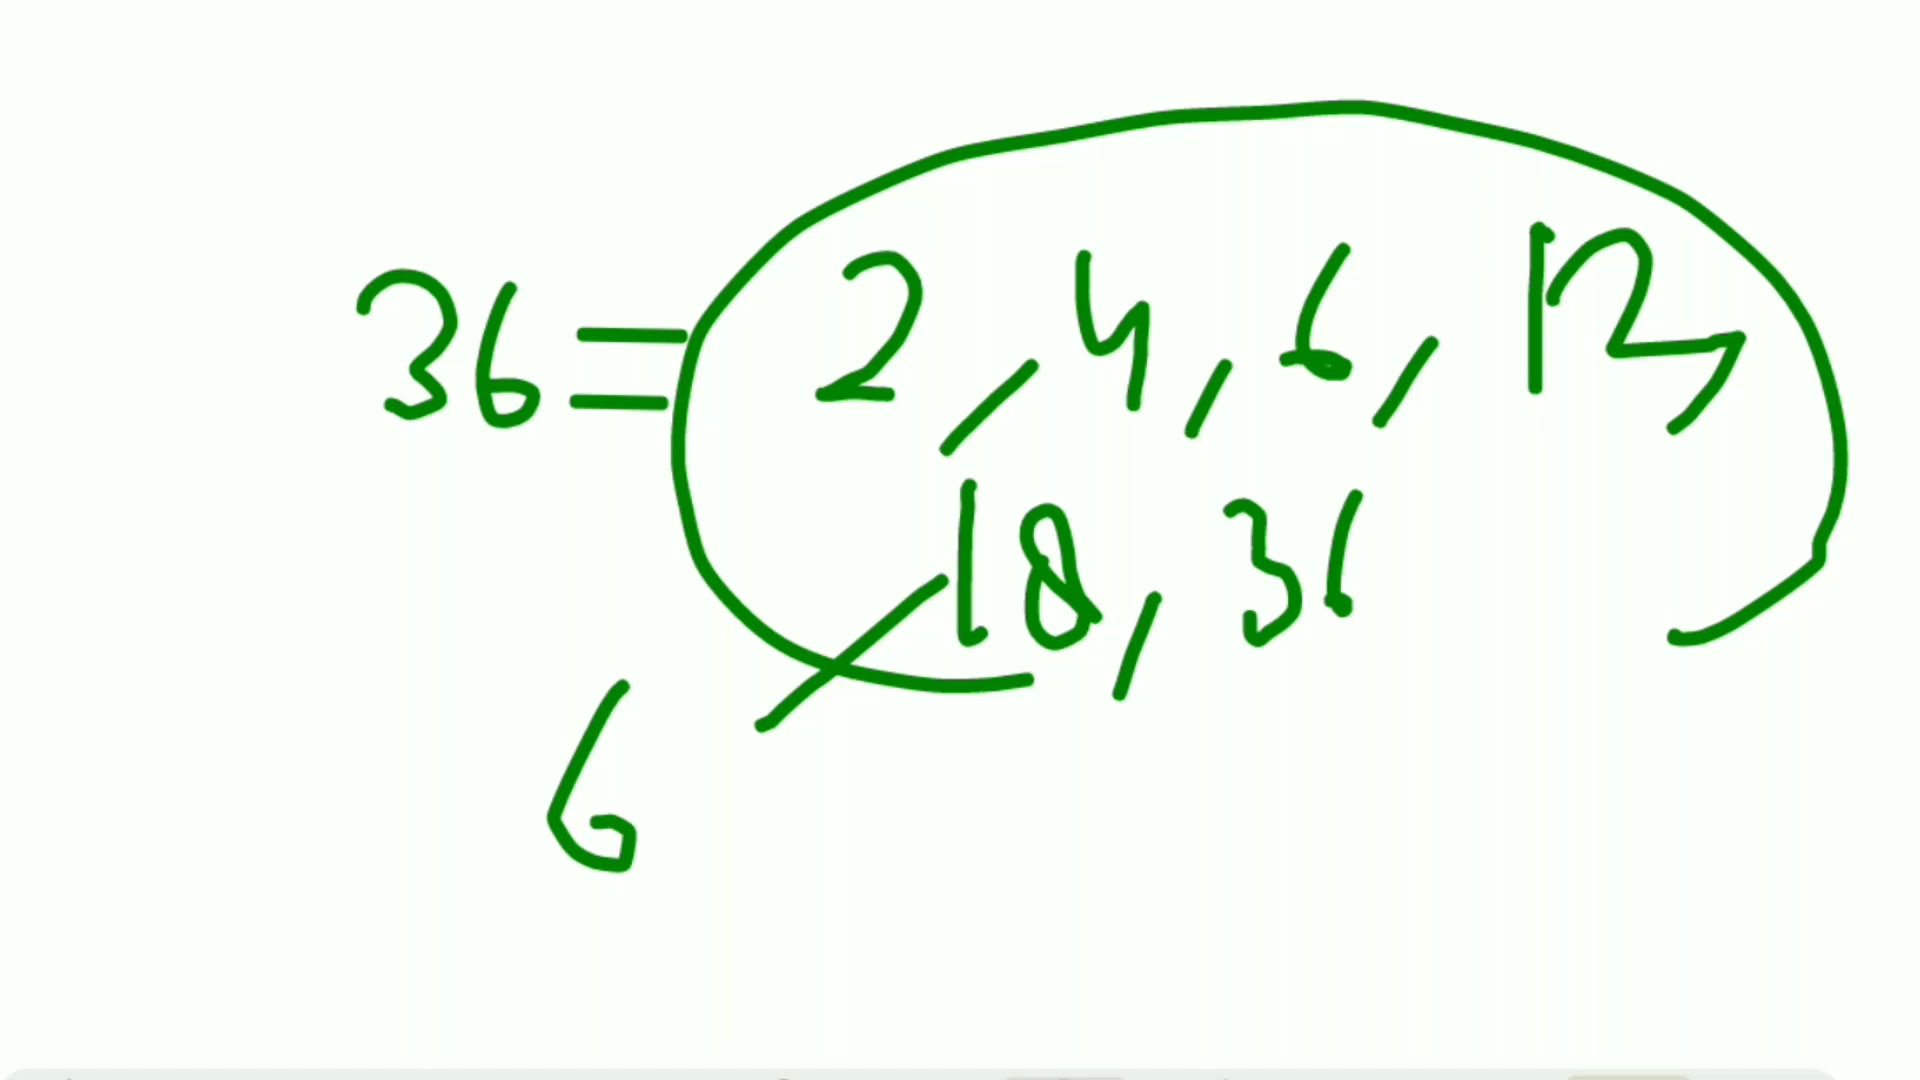 36 = 2, 4, 6, 12,
18, 36
6